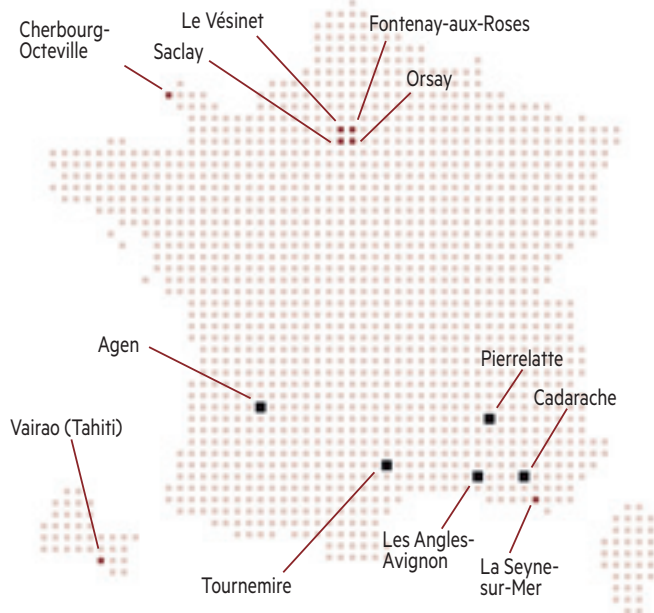 Cherbourg-
Octeville
Le Vésinet
Fontenay-aux-Roses
Saclay
Orsay
Agen
Pierrelatte
Cadarache
Vairao (Tahiti)
Les Angles-
Avignon
La Seyne-
sur-Mer
Tournemire